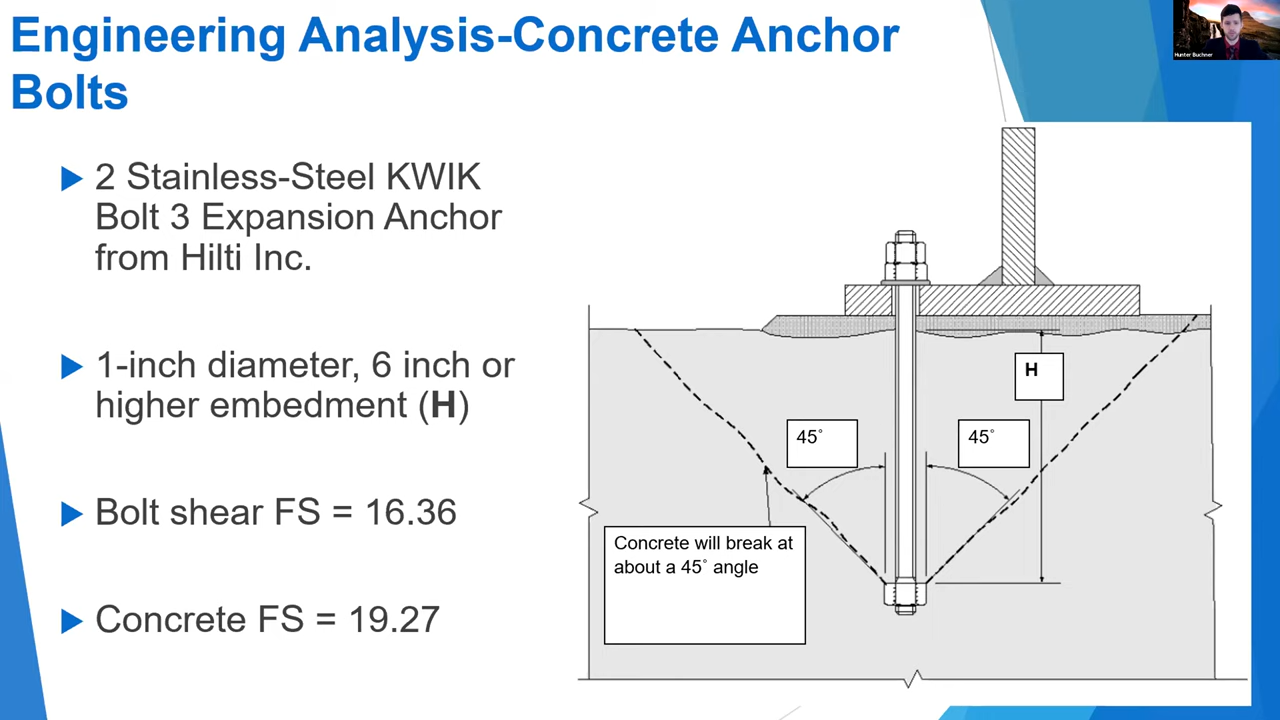 Engineering Analysis-Concrete Anchor
Bolts
Hunter Buchner
2 Stainless-Steel KWIK
Bolt 3 Expansion Anchor
from Hilti Inc.
1-inch diameter, 6 inch or
higher embedment (H)
Bolt shear FS = 16.36
Concrete FS = 19.27
H
45°
45°
Concrete will break at
about a 45° angle